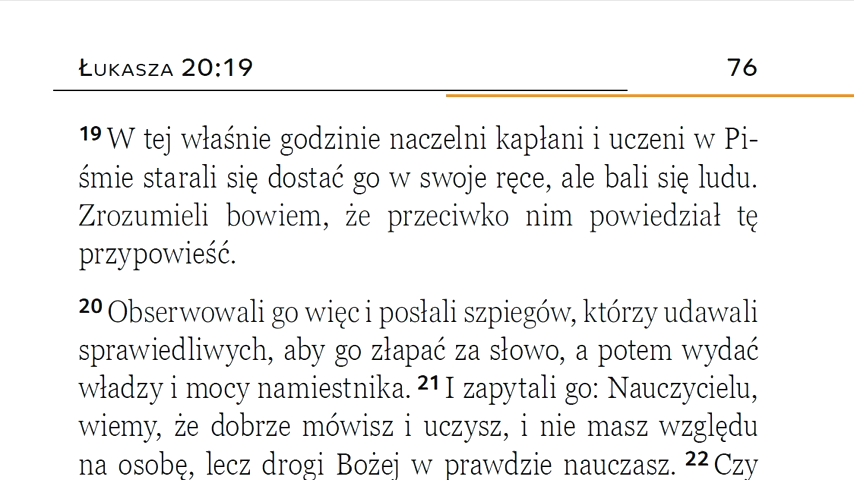 Łukasza 20:19 76
19 W tej właśnie godzinie naczelni kapłani i uczeni w Pi-
śmie starali się dostać go w swoje ręce, ale bali się ludu.
Zrozumieli bowiem, że przeciwko nim powiedział tę
przypowieść.
20 Obserwowali go więc i posłali szpiegów, którzy udawali
sprawiedliwych, aby go złapać za słowo, a potem wydać
władzy i mocy namiestnika. 21 I zapytali go: Nauczycielu,
wiemy, że dobrze mówisz i uczysz, i nie masz względu
na osobę, lecz drogi Bożej w prawdzie nauczasz. 22 Czy